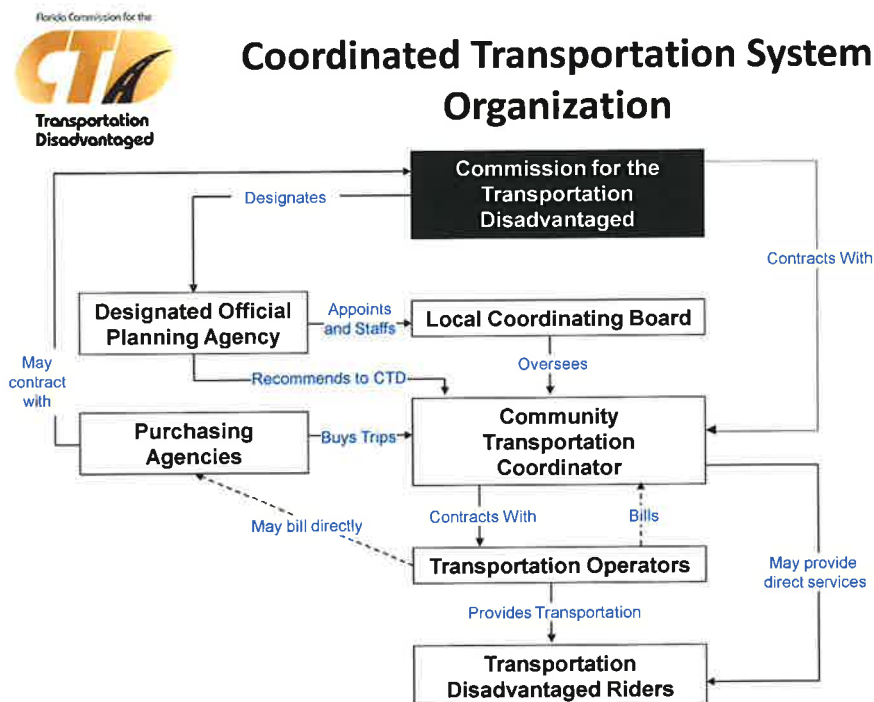 Florida Commission for the
CTD
Transportation
Disadvantaged
Coordinated Transportation System
Organization
Commission for the
Transportation
Disadvantaged
Designates
Contracts With
Designated Official
Planning Agency
Appoints
and Staffs
Local Coordinating Board
May
contract
with
Recommends to CTD
Oversees
Purchasing
Agencies
Buys Trips
Community
Transportation
Coordinator
May bill directly
Contracts With
Bills
Transportation Operators
May provide
direct services
Provides Transportation
Transportation
Disadvantaged Riders